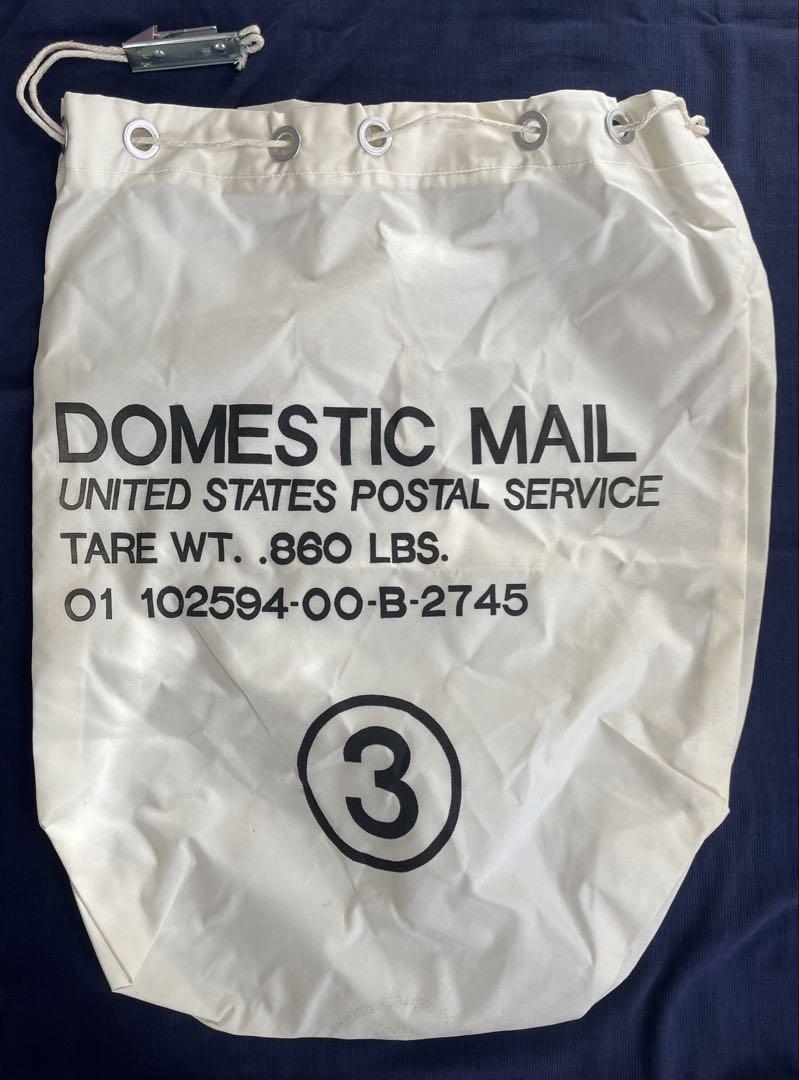 DOMESTIC MAIL
UNITED STATES POSTAL SERVICE
TARE WT. .860 LBS.
01 102594-00-B-2745
3